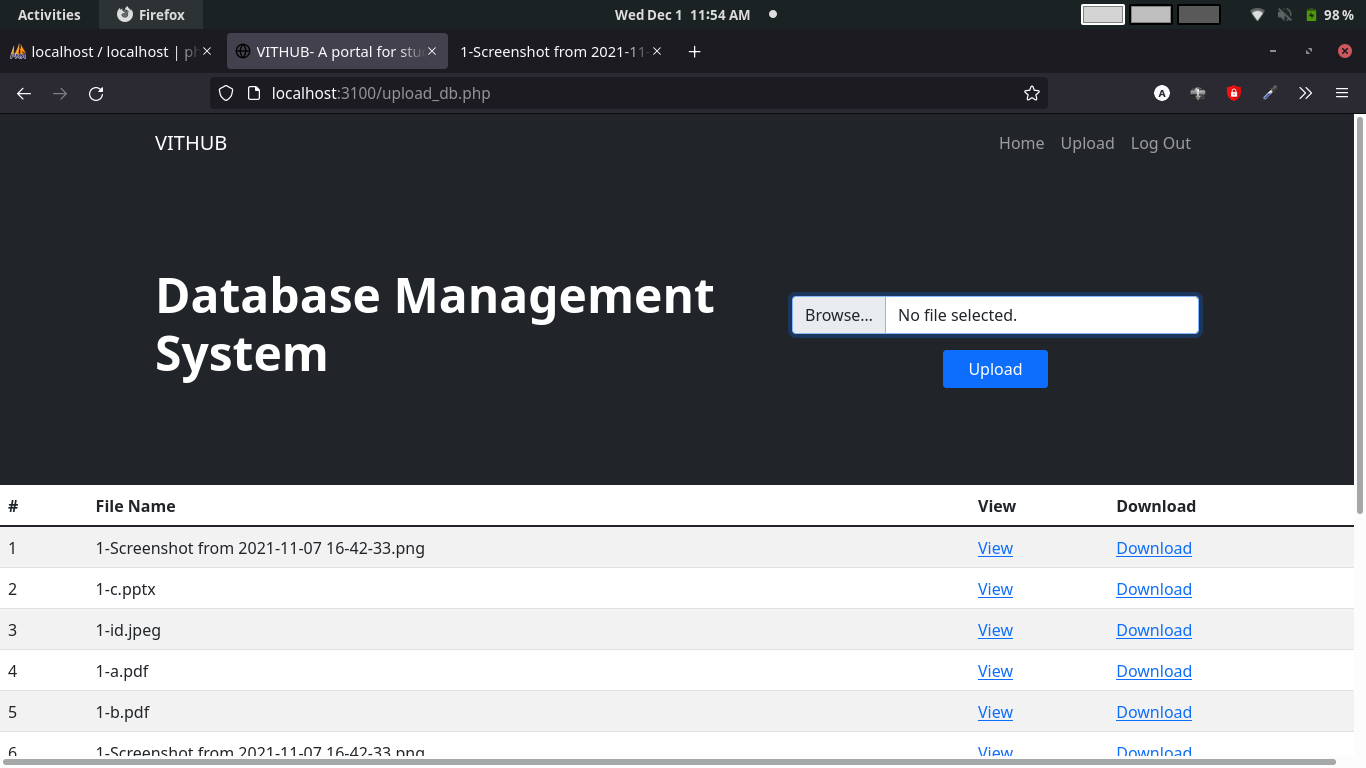 Activities Firefox Wed Dec 1 11:54 AM 98 %
localhost / localhost | ph VITHUB- A portal for stu 1-Screenshot from 2021-11-
localhost:3100/upload_db.php A
VITHUB Home Upload Log Out
Database Management
System
Browse... No file selected.
Upload
# File Name View Download
1 1-Screenshot from 2021-11-07 16-42-33.png View Download
2 1-c.pptx View Download
3 1-id.jpeg View Download
4 1-a.pdf View Download
5 1-b.pdf View Download
6 1-Screenshot from 2021-11-07 16-42-33.png View Download